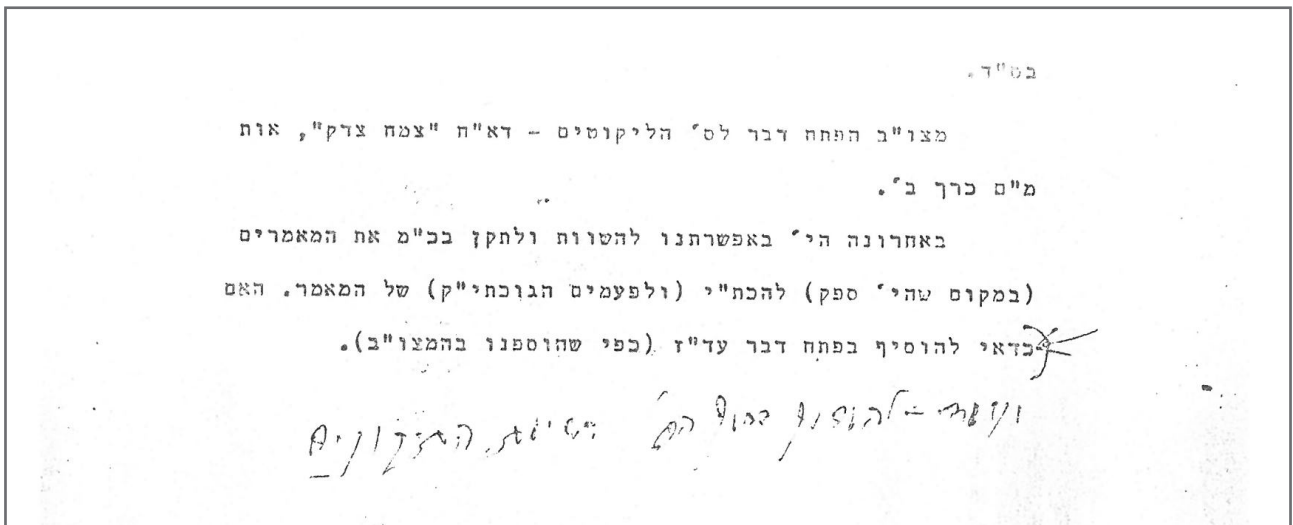 בס"ד.
מצו"ב הפתח דבר לס' הליקוטים – דא"ח "צמח צדק", אות
מ"ם כרך ב'.
באחרונה הי' באפשרתנו להשוות ולתקן בכ"מ את המאמרים
(במקום שהי' ספק) להכת"י (ולפעמים הגוכתי"ק) של המאמר. האם
כדאי להוסיף בפתח דבר עד"ז (כפי שהוספנו בהמצו"ב).
להוסיף בסוף הס' רשימת התקונים